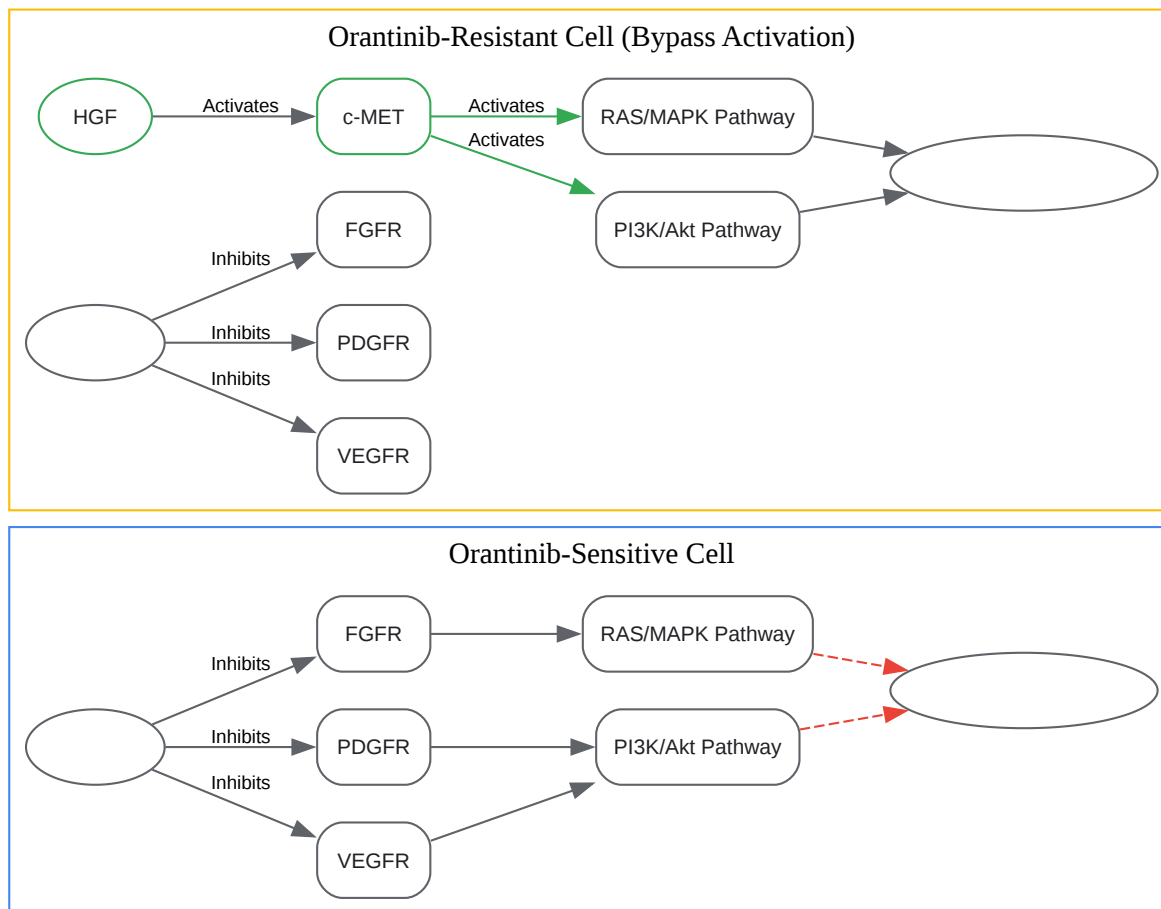 Orantinib-Resistant Cell (Bypass Activation)
HGF
Activates
c-MET
Activates
RAS/MAPK Pathway
Activates
FGFR
PI3K/Akt Pathway
Inhibits
Inhibits
PDGFR
Inhibits
VEGFR
Orantinib-Sensitive Cell
FGFR
RAS/MAPK Pathway
Inhibits
Inhibits
PDGFR
PI3K/Akt Pathway
Inhibits
VEGFR